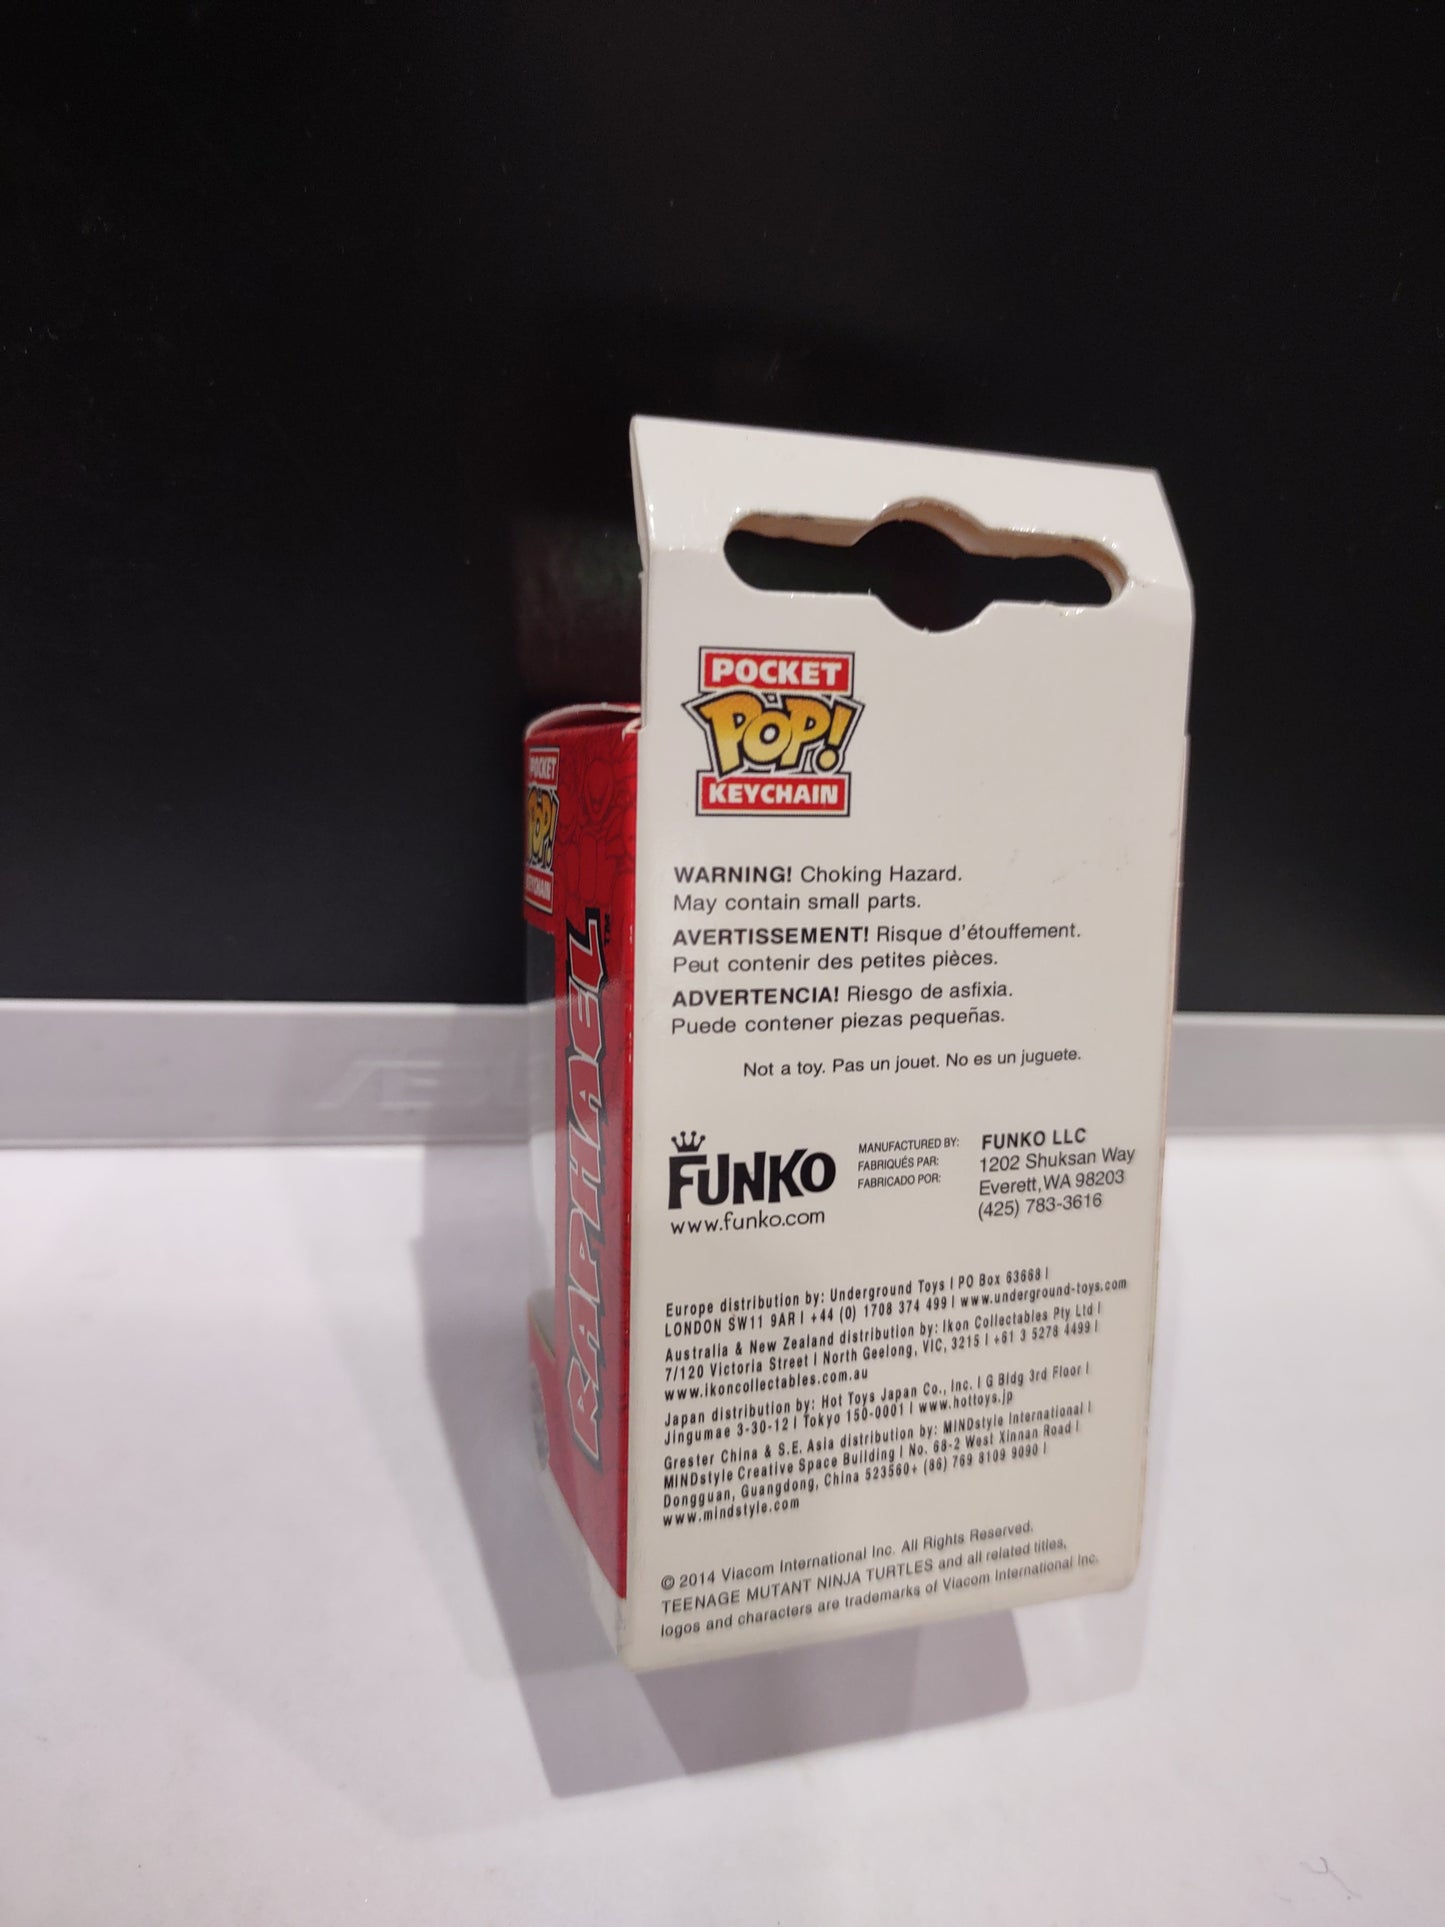 POCKET
POP!
KEYCHAIN
RAPHAEL™
POCKET
POP!
KEYCHAIN
WARNING! Choking Hazard.
May contain small parts.
AVERTISSEMENT! Risque d'étouffement.
Peut contenir des petites pièces.
ADVERTENCIA! Riesgo de asfixia.
Puede contener piezas pequeñas.
Not a toy. Pas un jouet. No es un juguete.
FUNKO
www.funko.com
MANUFACTURED BY:
FABRIQUÉS PAR:
FABRICADO POR:
FUNKO LLC
1202 Shuksan Way
Everett, WA 98203
(425) 783-3616
Europe distribution by: Underground Toys | PO Box 63668 |
LONDON SW11 9AR | +44 (0) 1708 374 499 | www.underground-toys.com
Australia & New Zealand distribution by: Ikon Collectables Pty Ltd |
7/120 Victoria Street | North Geelong, VIC, 3215 | +61 3 5278 4499 |
www.ikoncollectables.com.au
Japan distribution by: Hot Toys Japan Co., Inc. | G Bldg 3rd Floor |
Jingumae 3-30-12 | Tokyo 150-0001 | www.hottoys.jp
Grester China & S.E. Asia distribution by: MINDstyle International |
MINDstyle Creative Space Building | No. 68-2 West Xinnan Road |
Dongguan, Guangdong, China 523560+ (86) 769 8109 9090 |
www.mindstyle.com
© 2014 Viacom International Inc. All Rights Reserved.
TEENAGE MUTANT NINJA TURTLES and all related titles,
logos and characters are trademarks of Viacom International Inc.
ASUS